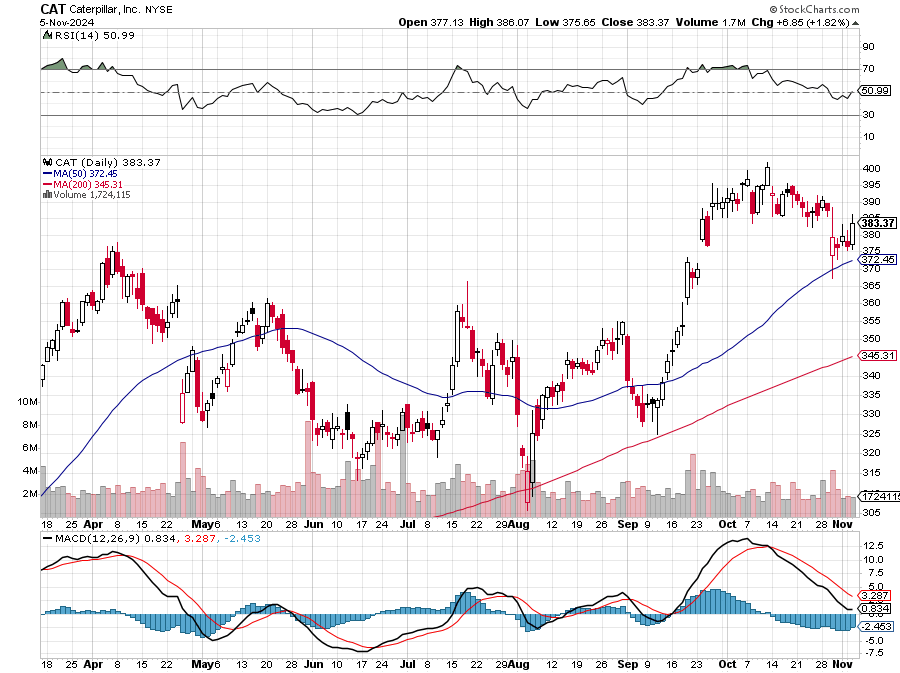 CAT Caterpillar, Inc. NYSE
© StockCharts.com
5-Nov-2024
Open 377.13 High 386.07 Low 375.65 Close 383.37 Volume 1.7M Chg +6.85 (+1.82%)
RSI(14) 50.99
90
70
50.99
30
10
CAT (Daily) 383.37
MA(50) 372.45
MA(200) 345.31
Volume 1,724,115
400
395
390
385
383.37
380
375
372.45
370
365
360
355
350
345.31
340
335
330
325
320
315
1724115
305
10M
8M
6M
4M
2M
18 25 Apr 8 15 22 May 6 13 20 28 Jun 10 17 24 Jul 8 15 22 29 Aug 12 19 26 Sep 9 16 23 Oct 7 14 21 28 Nov
MACD(12,26,9) 0.834, 3.287, -2.453
12.5
10.0
7.5
5.0
3.287
0.834
-2.453
-5.0
-7.5
18 25 Apr 8 15 22 May 6 13 20 28 Jun 10 17 24 Jul 8 15 22 29 Aug 12 19 26 Sep 9 16 23 Oct 7 14 21 28 Nov